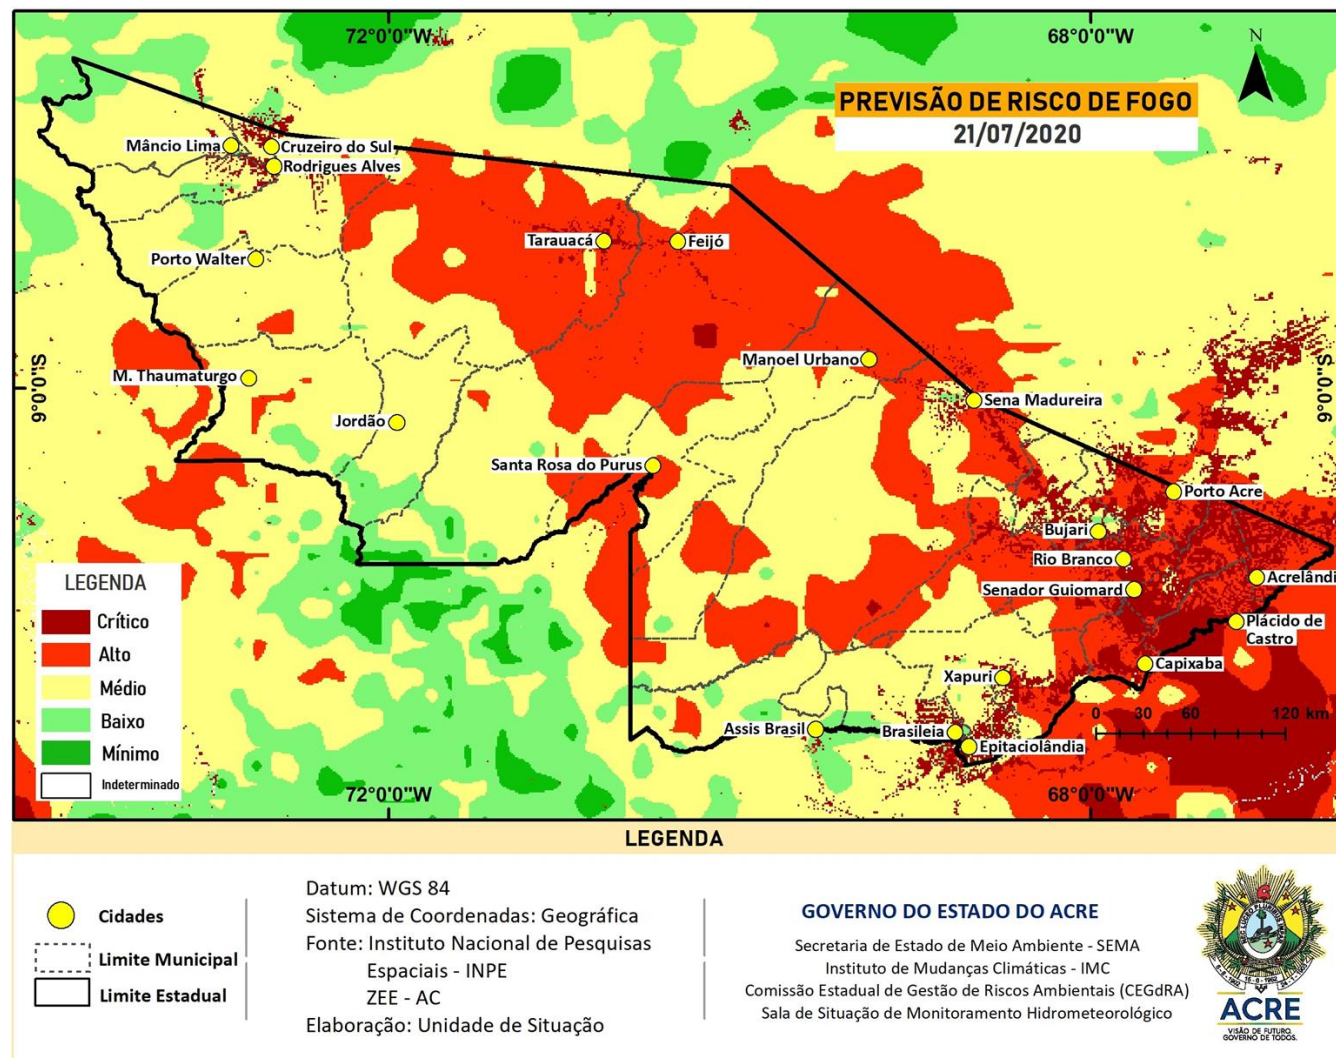 72°0'0"W
68°0'0"W
N
PREVISÃO DE RISCO DE FOGO
21/07/2020
Mâncio Lima
Cruzeiro do Sul
Rodrigues Alves
Tarauacá
Feijó
Porto Walter
9°0'0"S
9°0'0"S
Manoel Urbano
M. Thaumaturgo
Sena Madureira
Jordão
Santa Rosa do Purus
Porto Acre
Bujari
Rio Branco
Acrelândi
Senador Guiomard
Plácido de
Castro
Capixaba
Xapuri
Assis Brasil
Brasileia
Epitaciolândia
0 30 60 120 km
LEGENDA
Crítico
Alto
Médio
Baixo
Mínimo
Indeterminado
72°0'0"W
68°0'0"W
LEGENDA
Cidades
Limite Municipal
Limite Estadual
Datum: WGS 84
Sistema de Coordenadas: Geográfica
Fonte: Instituto Nacional de Pesquisas
Espaciais - INPE
ZEE - AC
Elaboração: Unidade de Situação
GOVERNO DO ESTADO DO ACRE
Secretaria de Estado de Meio Ambiente - SEMA
Instituto de Mudanças Climáticas - IMC
Comissão Estadual de Gestão de Riscos Ambientais (CEGdRA)
Sala de Situação de Monitoramento Hidrometeorológico
ACRE
VISÃO DE FUTURO.
GOVERNO DE TODOS.